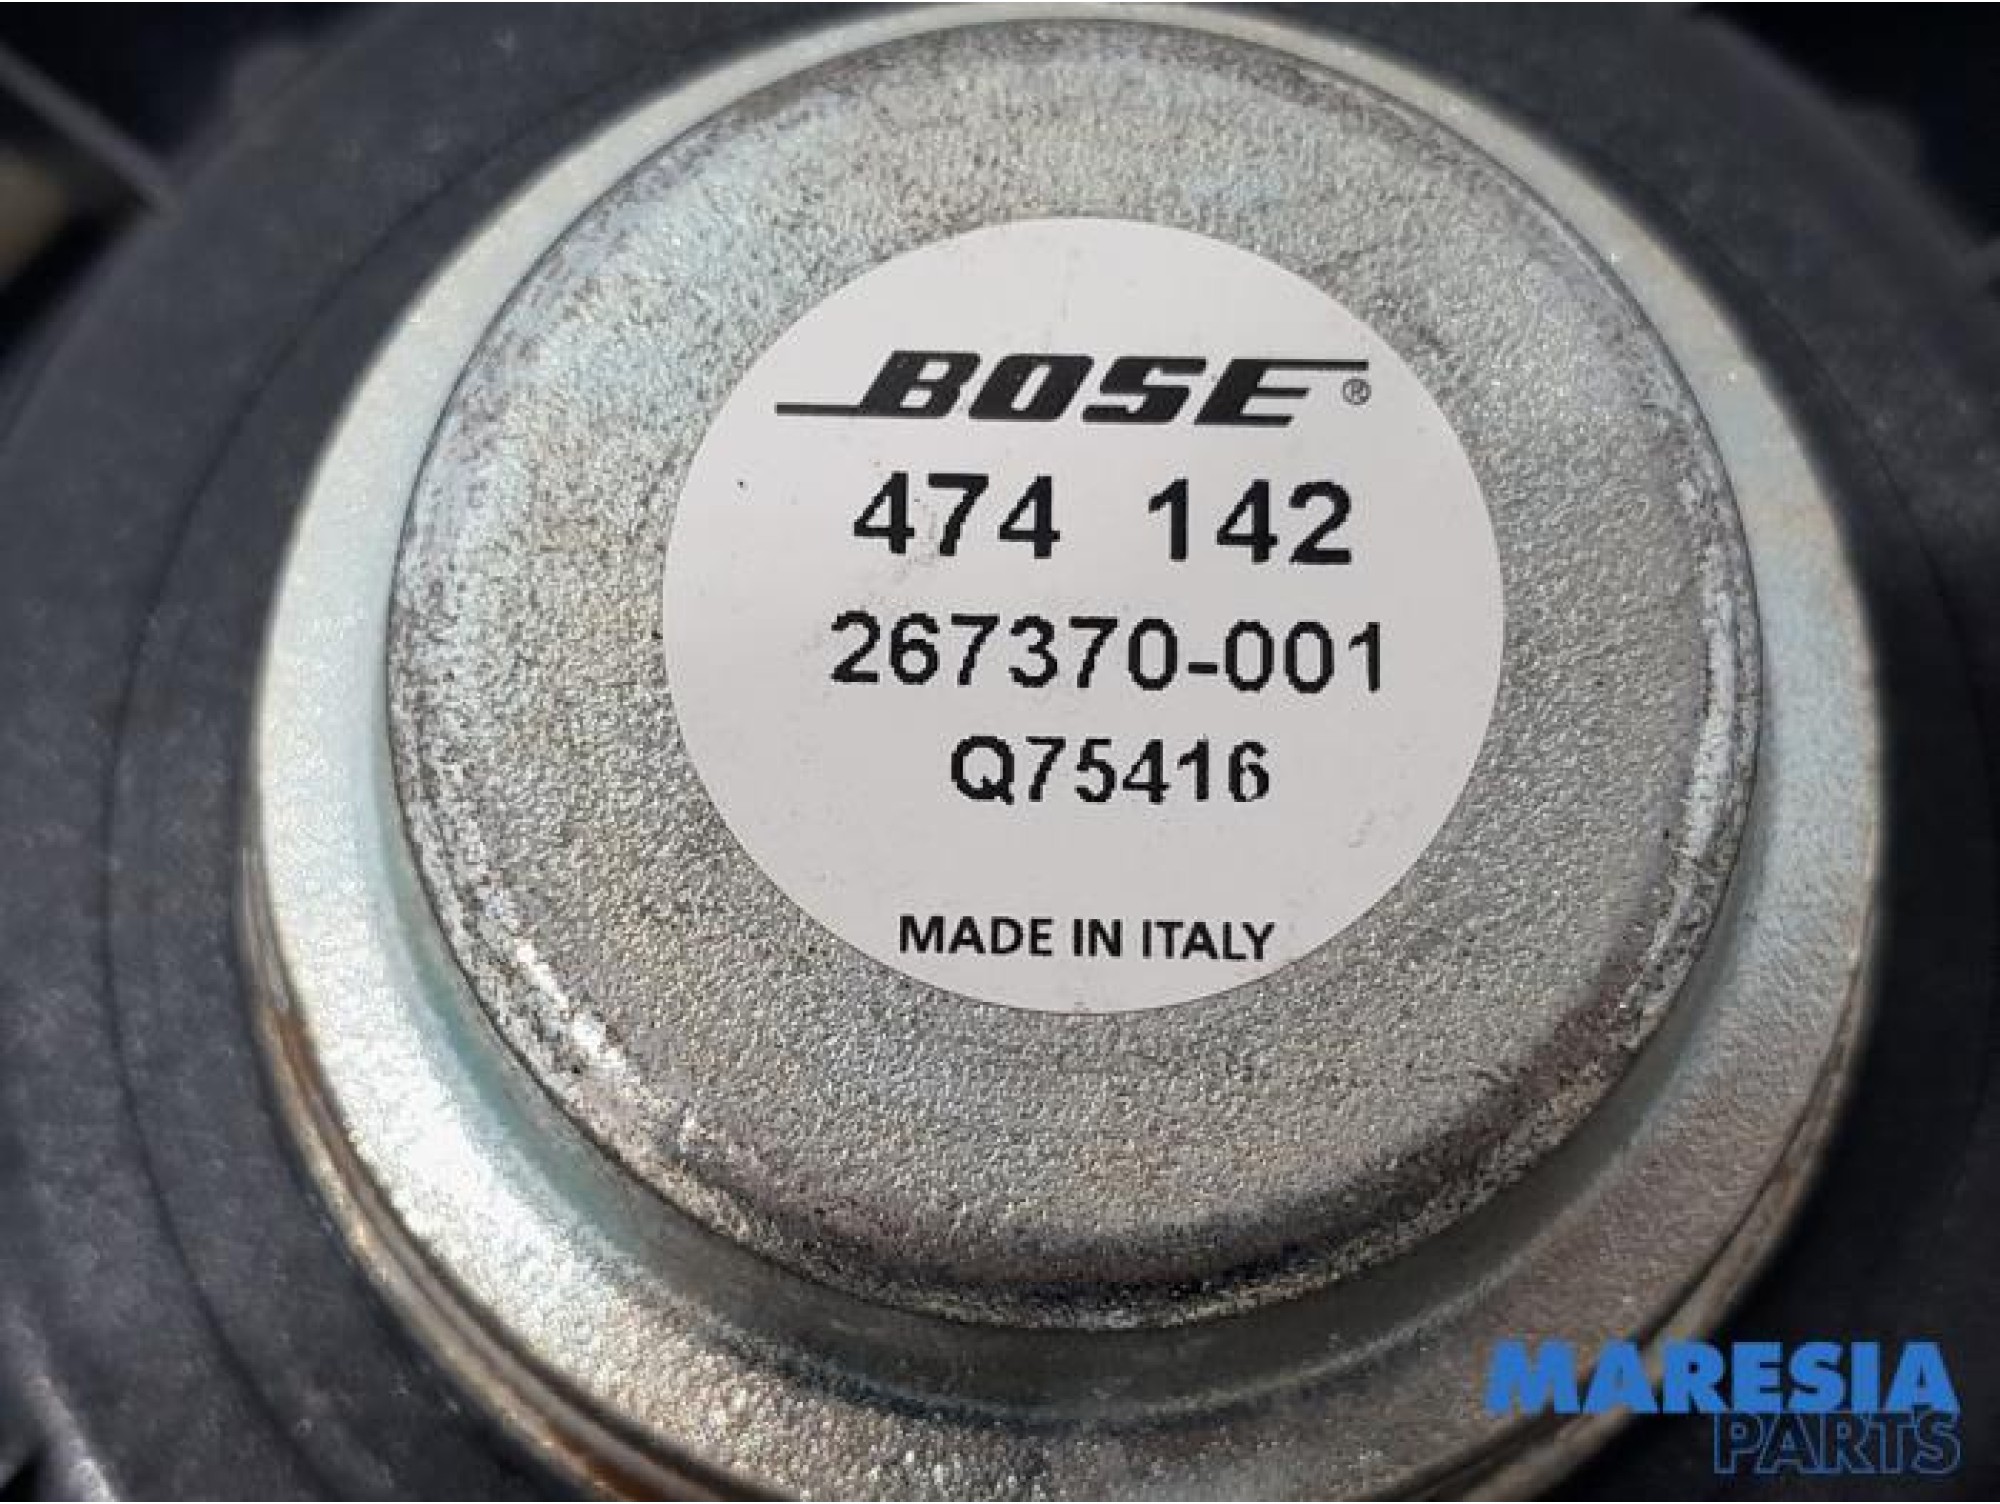 BOSE®
474 142
267370-001
Q75416
MADE IN ITALY
MARESIA
PARTS